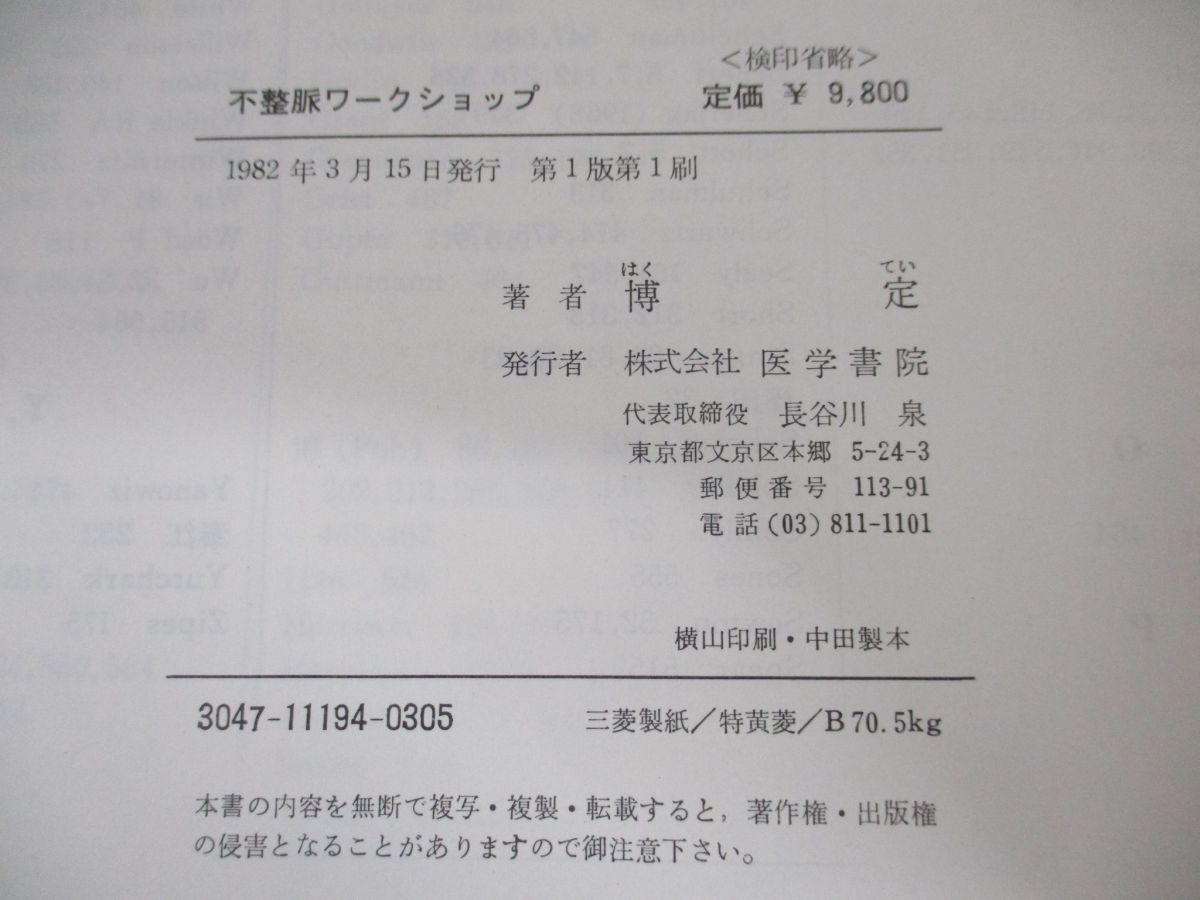 <検印省略>
不整脈ワークショップ 定価 ¥ 9,800
1982年3月15日発行 第1版第1刷
はく てい
著者 博 定
発行者 株式会社 医学書院
代表取締役 長谷川 泉
東京都文京区本郷 5-24-3
郵便番号 113-91
電話(03)811-1101
横山印刷・中田製本
3047-11194-0305 三菱製紙/特黄菱/B70.5kg
本書の内容を無断で複写・複製・転載すると,著作権・出版権
の侵害となることがありますので御注意下さい。